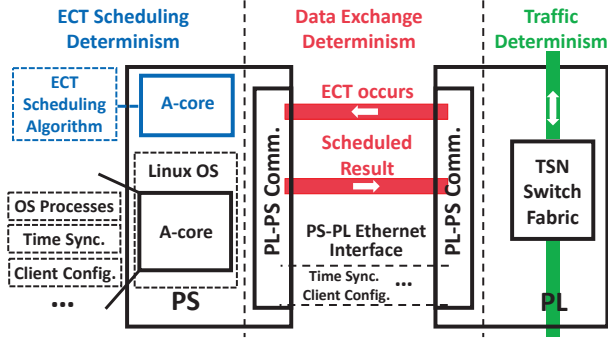 ECT Scheduling
Determinism
Data Exchange
Determinism
Traffic
Determinism
ECT
Scheduling
Algorithm
A-core
Linux OS
A-core
OS Processes
Time Sync.
Client Config.
...
PS
PL-PS Comm.
ECT occurs
Scheduled
Result
PS-PL Ethernet
Interface
Time Sync.
Client Config.
...
PL-PS Comm.
TSN
Switch
Fabric
PL